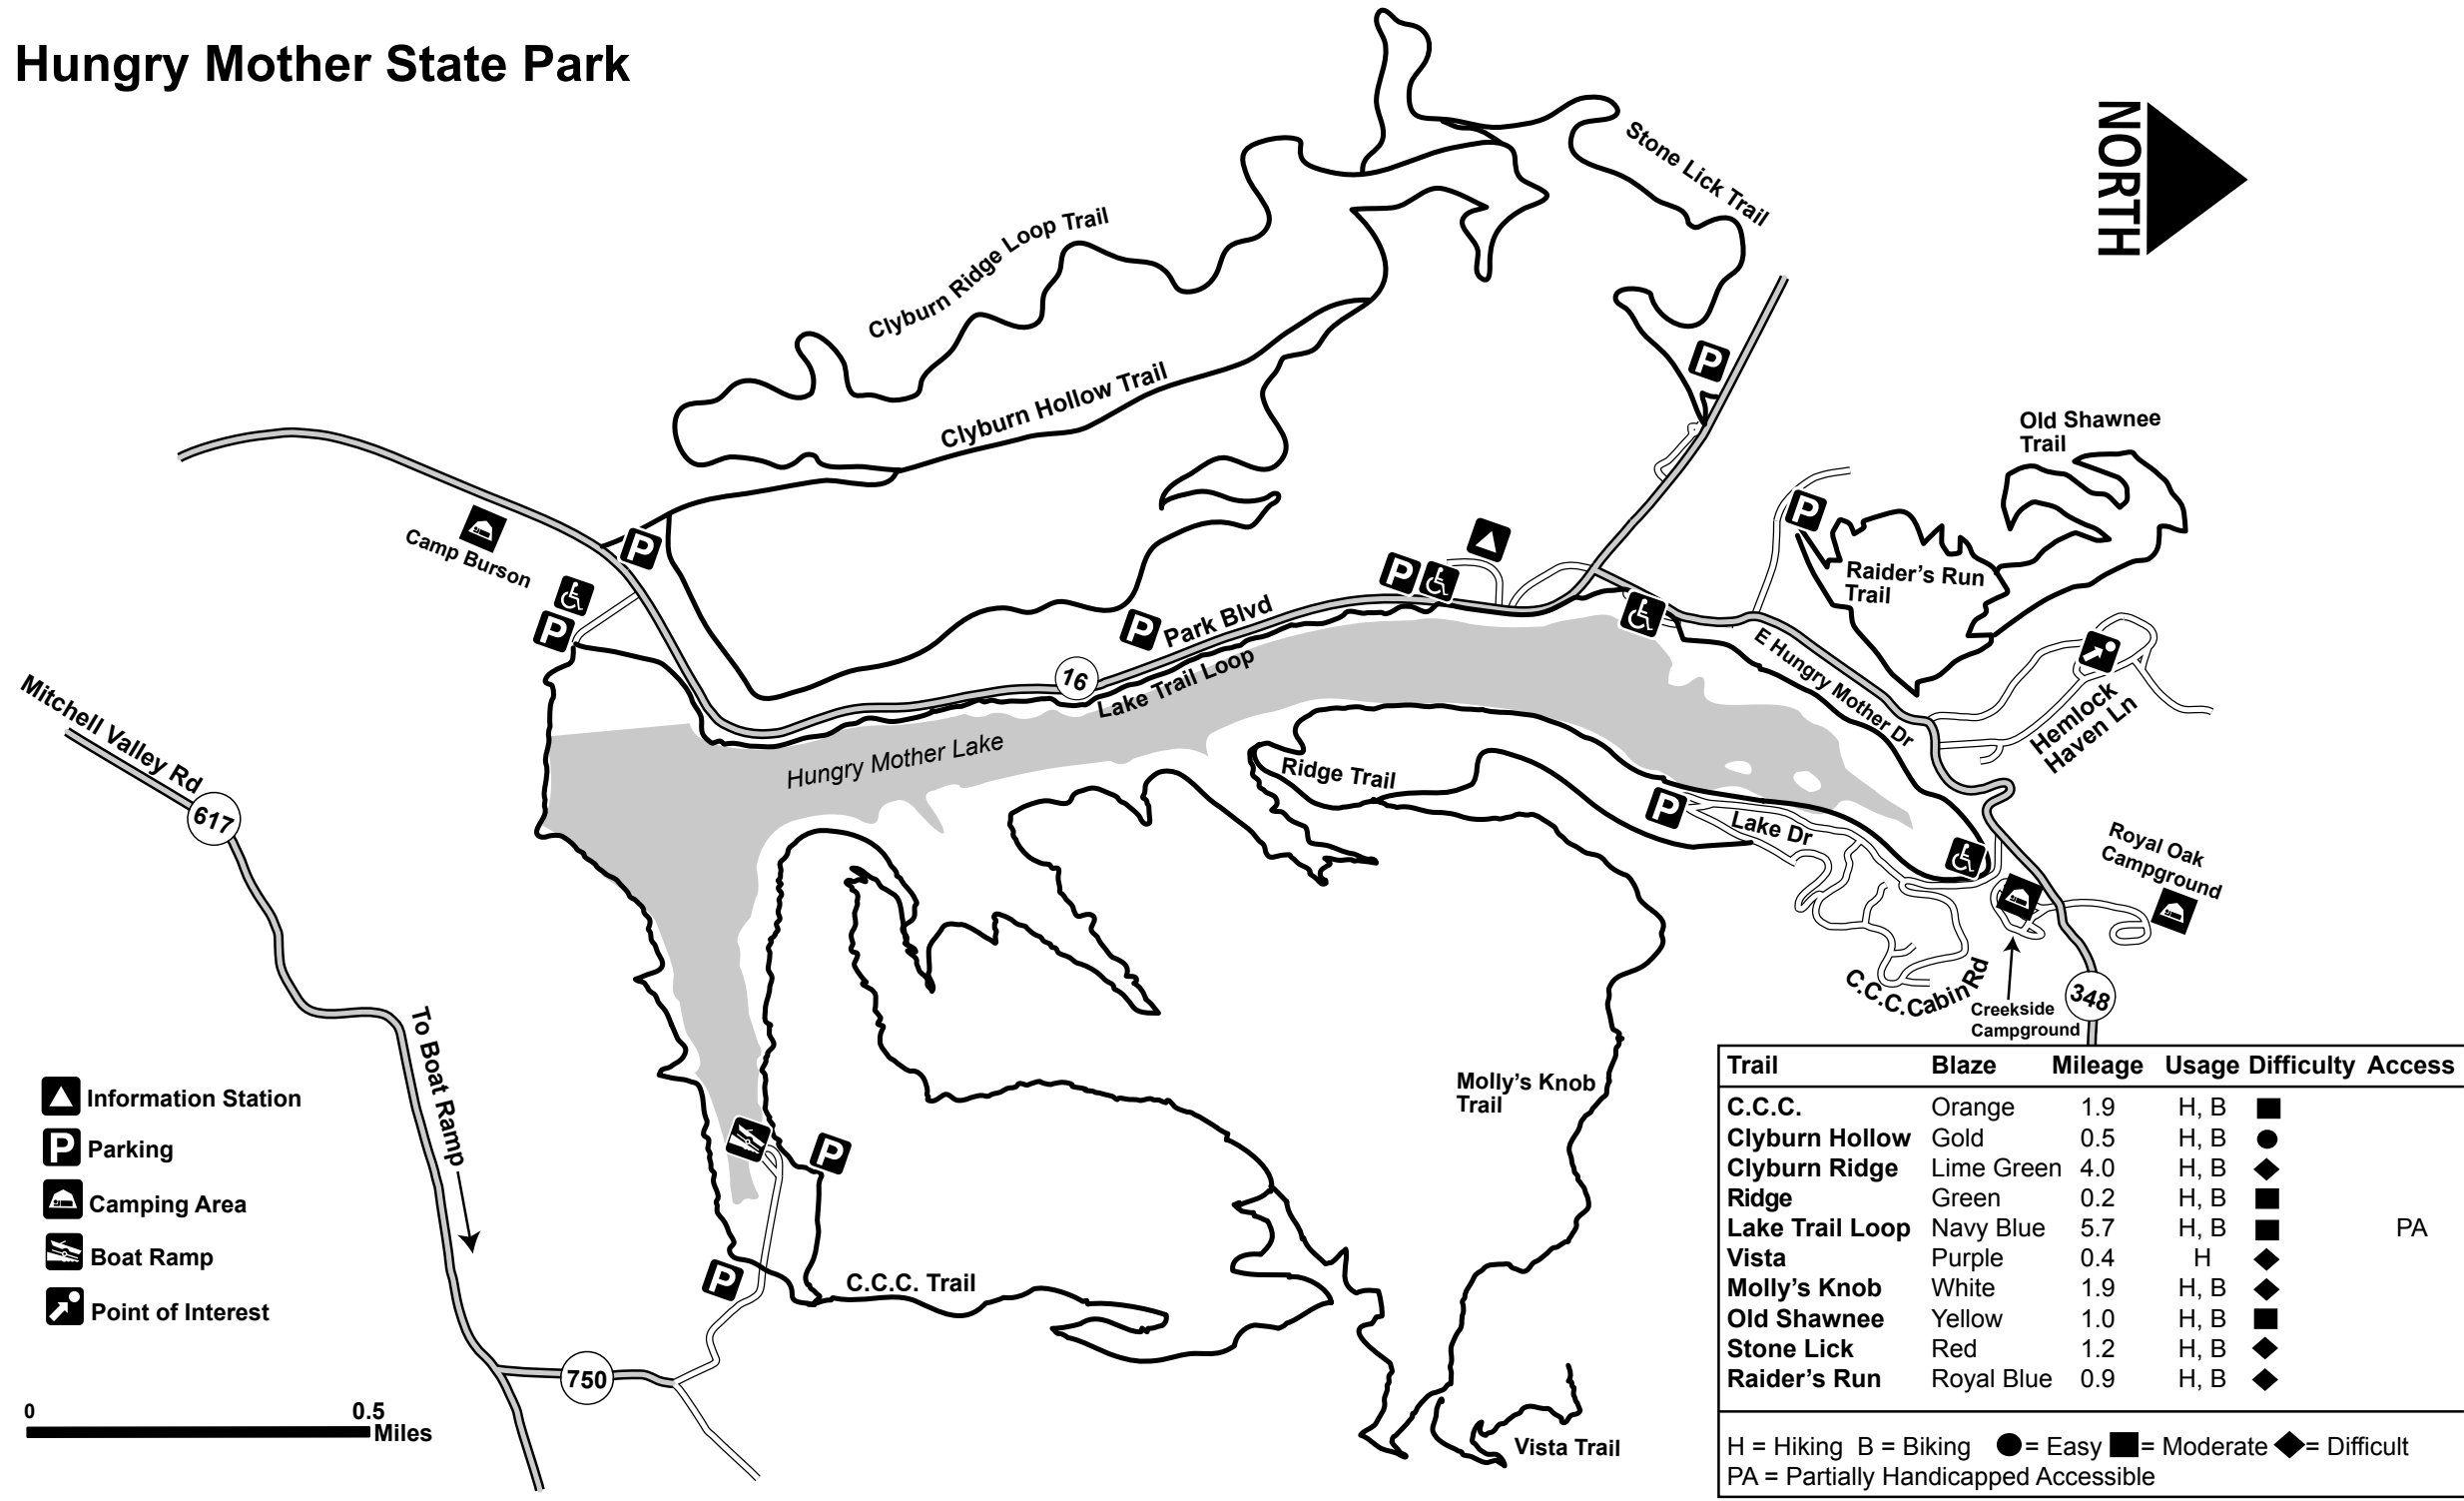 Hungry Mother State Park
NORTH
Stone Lick Trail
Clyburn Ridge Loop Trail
Clyburn Hollow Trail
P
Old Shawnee
Trail
P
Camp Burson
P
P
P
Raider's Run
Trail
P
Park Blvd
16
Lake Trail Loop
E Hungry Mother Dr
Hemlock
Haven Ln
Mitchell Valley Rd
617
Hungry Mother Lake
Ridge Trail
P
Lake Dr
Royal Oak
Campground
C.C.C. Cabin Rd
Creekside
Campground
348
To Boat Ramp
Molly's Knob
Trail
P
P
C.C.C. Trail
750
Vista Trail
Information Station
P Parking
Camping Area
Boat Ramp
Point of Interest
0 0.5
Miles
Trail Blaze Mileage Usage Difficulty Access
C.C.C. Orange 1.9 H, B
Clyburn Hollow Gold 0.5 H, B
Clyburn Ridge Lime Green 4.0 H, B
Ridge Green 0.2 H, B
Lake Trail Loop Navy Blue 5.7 H, B PA
Vista Purple 0.4 H
Molly's Knob White 1.9 H, B
Old Shawnee Yellow 1.0 H, B
Stone Lick Red 1.2 H, B
Raider's Run Royal Blue 0.9 H, B
H = Hiking B = Biking ●= Easy ■= Moderate ◆= Difficult
PA = Partially Handicapped Accessible